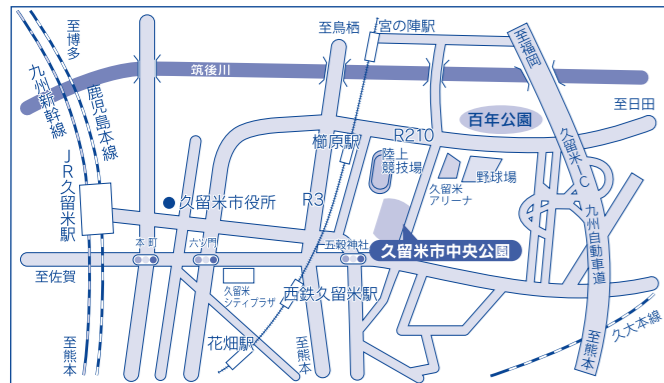 至博多
九州新幹線
鹿児島本線
JR久留米駅
至佐賀
至熊本
筑後川
至鳥栖
宮の陣駅
至福岡
至日田
百年公園
R210
櫛原駅
陸上
競技場
久留米
アリーナ
野球場
久留米IC
九州自動車道
久留米市役所
R3
本町
六ツ門
五穀神社
久留米市中央公園
久留米
シティプラザ
西鉄久留米駅
花畑駅
至熊本
久大本線
至熊本